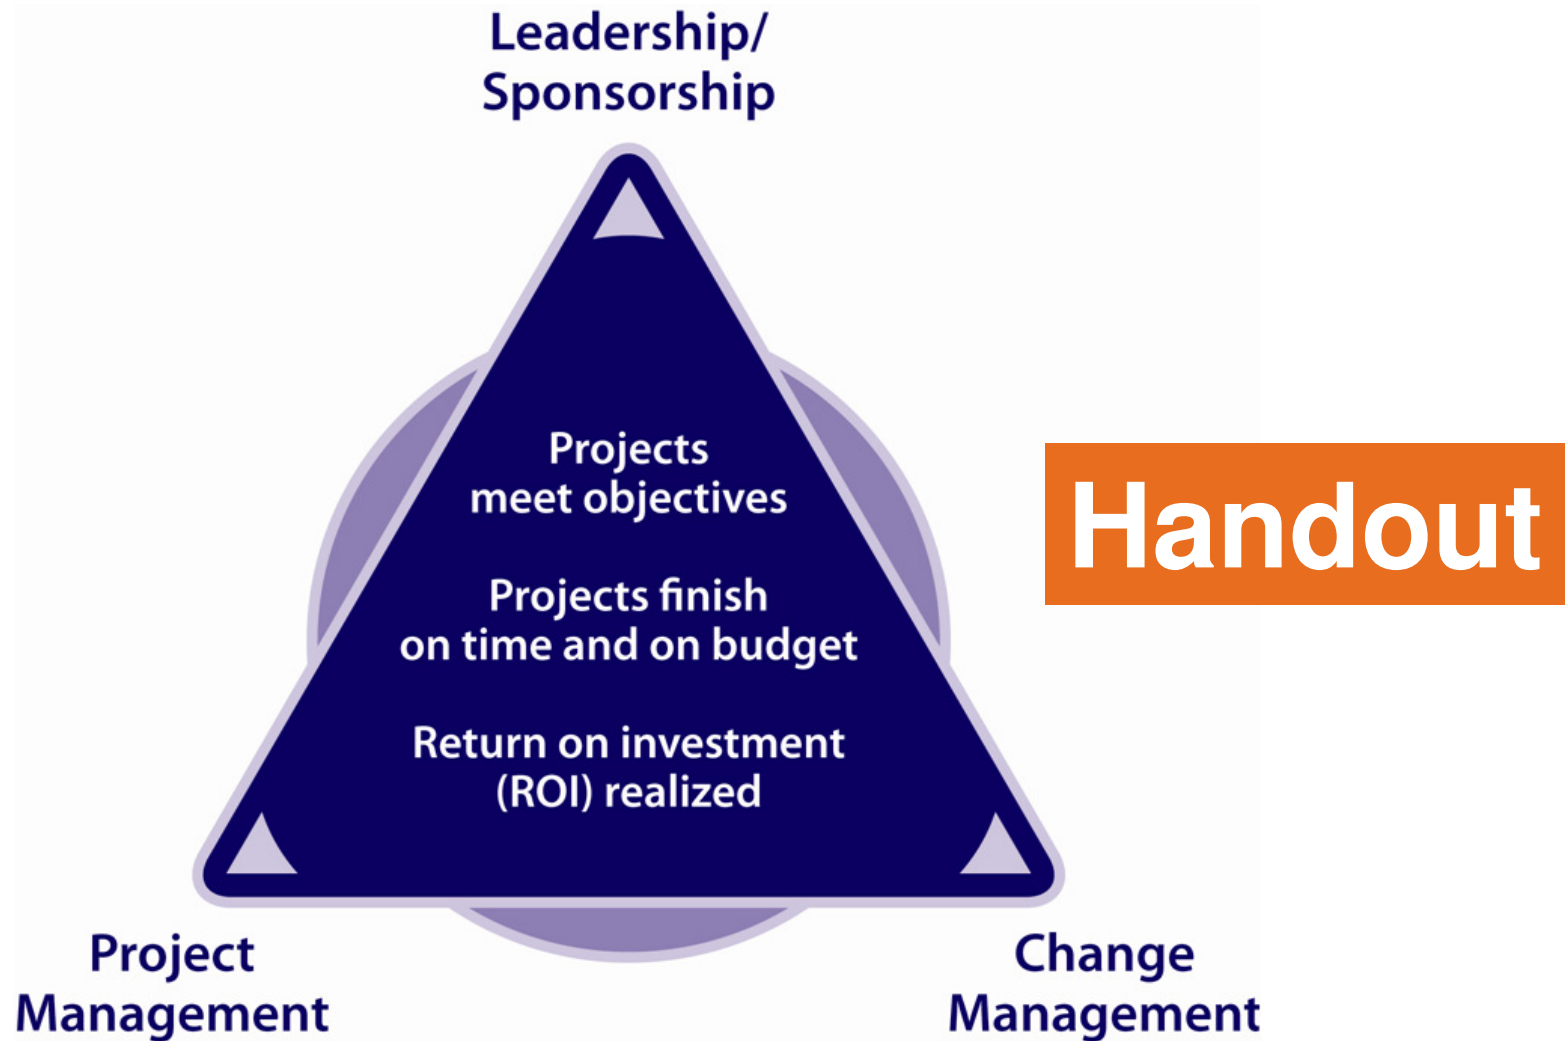 Leadership/
Sponsorship
Projects
meet objectives
Handout
Projects finish
on time and on budget
Return on investment
(ROI) realized
Project
Management
Change
Management